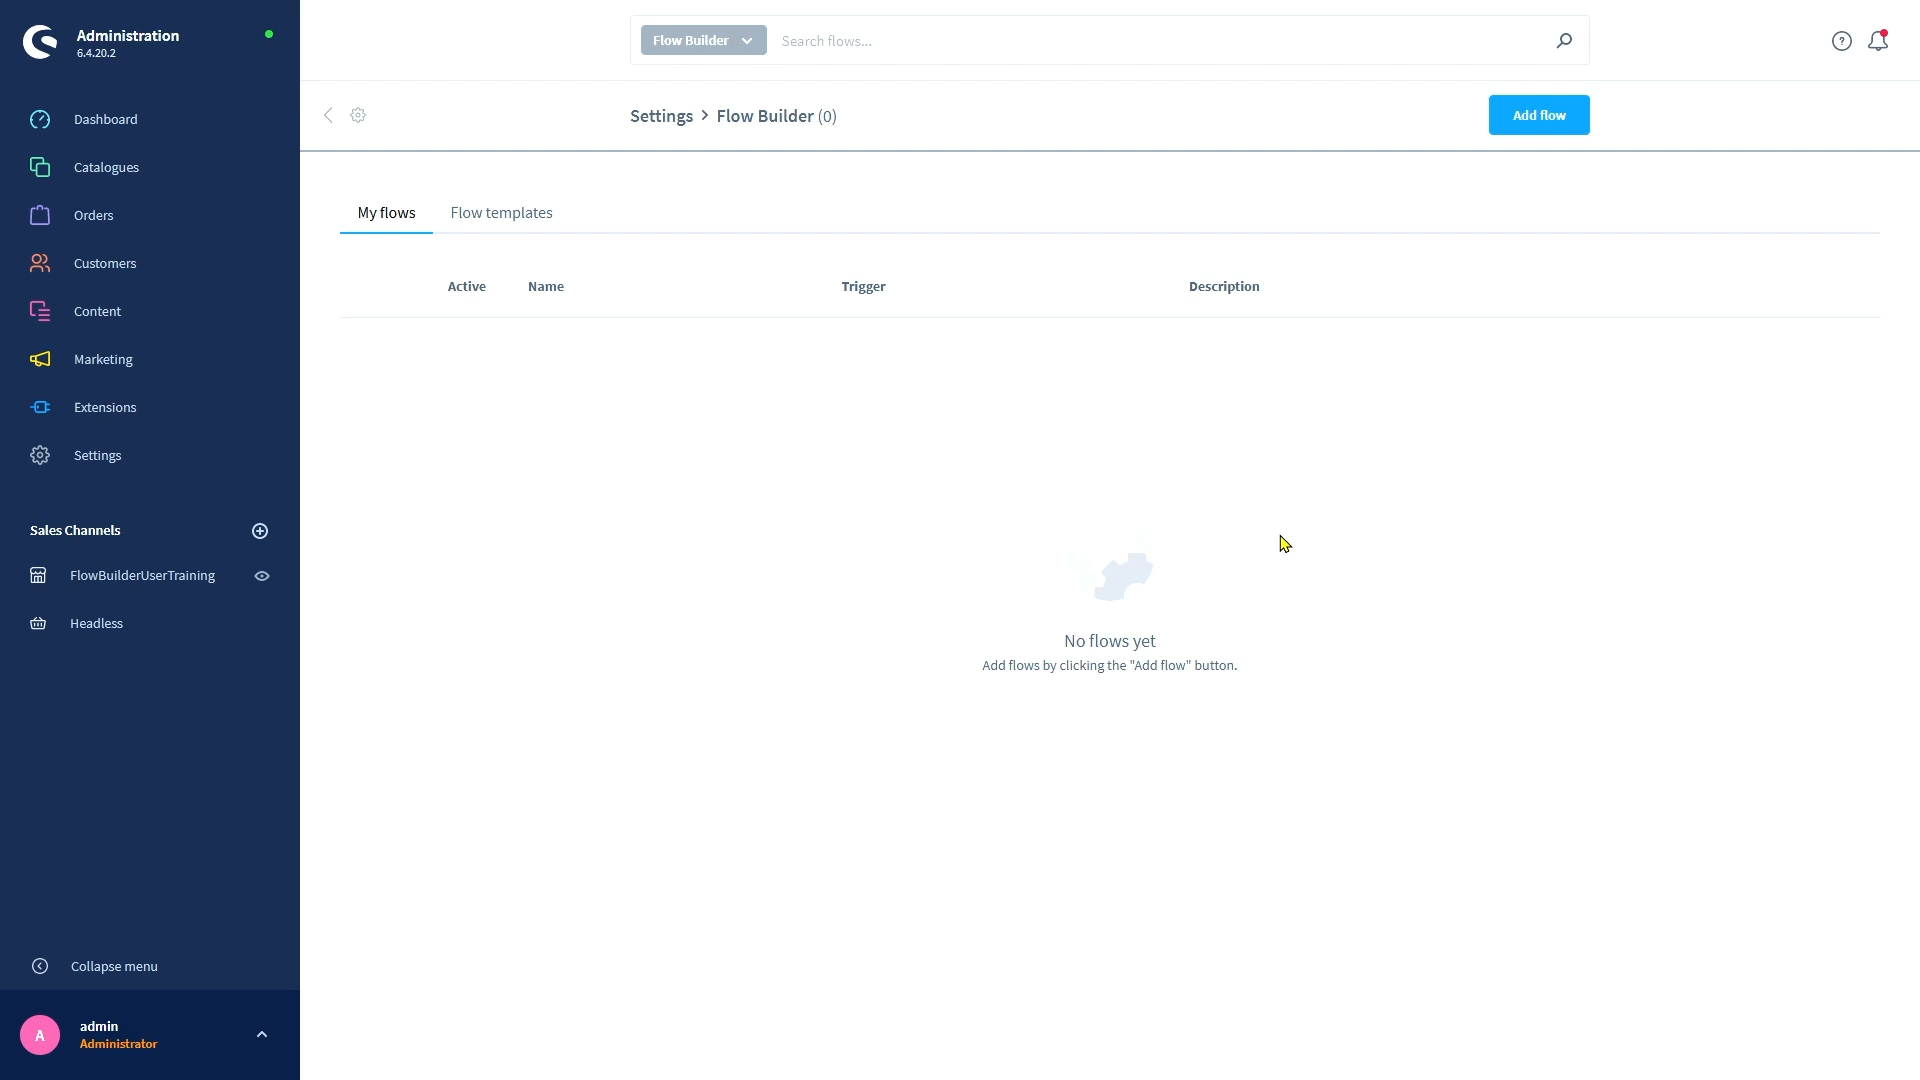 Administration
6.4.20.2
Dashboard
Catalogues
Orders
Customers
Content
Marketing
Extensions
Settings
Sales Channels
FlowBuilderUserTraining
Headless
Collapse menu
A
admin
Administrator
Flow Builder
Search flows...
Settings > Flow Builder (0)
Add flow
My flows
Flow templates
Active
Name
Trigger
Description
No flows yet
Add flows by clicking the "Add flow" button.